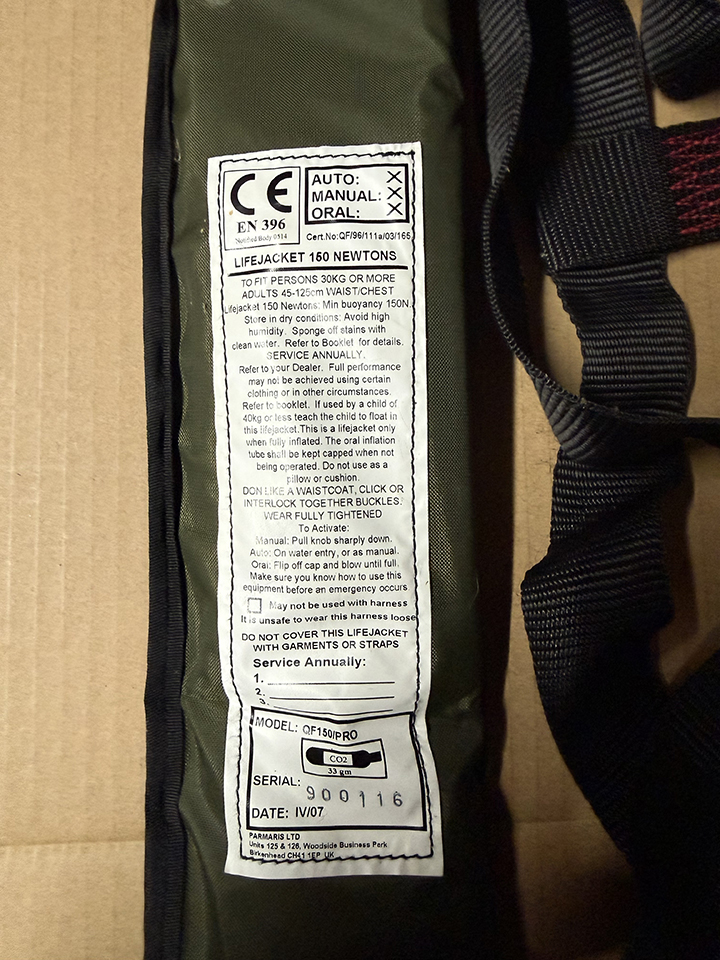 CE
EN 396
Notified Body 0514
AUTO: X
MANUAL: X
ORAL: X
Cert.No:QF/96/111a/03/165
LIFEJACKET 150 NEWTONS
TO FIT PERSONS 30KG OR MORE
ADULTS 45-125cm WAIST/CHEST
Lifejacket 150 Newtons: Min buoyancy 150N.
Store in dry conditions: Avoid high
humidity. Sponge off stains with
clean water. Refer to Booklet for details.
SERVICE ANNUALLY.
Refer to your Dealer. Full performance
may not be achieved using certain
clothing or in other circumstances.
Refer to booklet. If used by a child of
40kg or less teach the child to float in
this lifejacket.This is a lifejacket only
when fully inflated. The oral inflation
tube shall be kept capped when not
being operated. Do not use as a
pillow or cushion.
DON LIKE A WAISTCOAT, CLICK OR
INTERLOCK TOGETHER BUCKLES.
WEAR FULLY TIGHTENED
To Activate:
Manual: Pull knob sharply down.
Auto: On water entry, or as manual.
Oral: Flip off cap and blow until full.
Make sure you know how to use this
equipment before an emergency occurs
May not be used with harness
It is unsafe to wear this harness loose
DO NOT COVER THIS LIFEJACKET
WITH GARMENTS OR STRAPS
Service Annually:
1.
2.
3.
MODEL: QF150/PRO
CO2
33 gm
SERIAL: 900116
DATE: IV/07
PARMARIS LTD
Units 125 & 126, Woodside Business Park
Birkenhead CH41 1EP UK